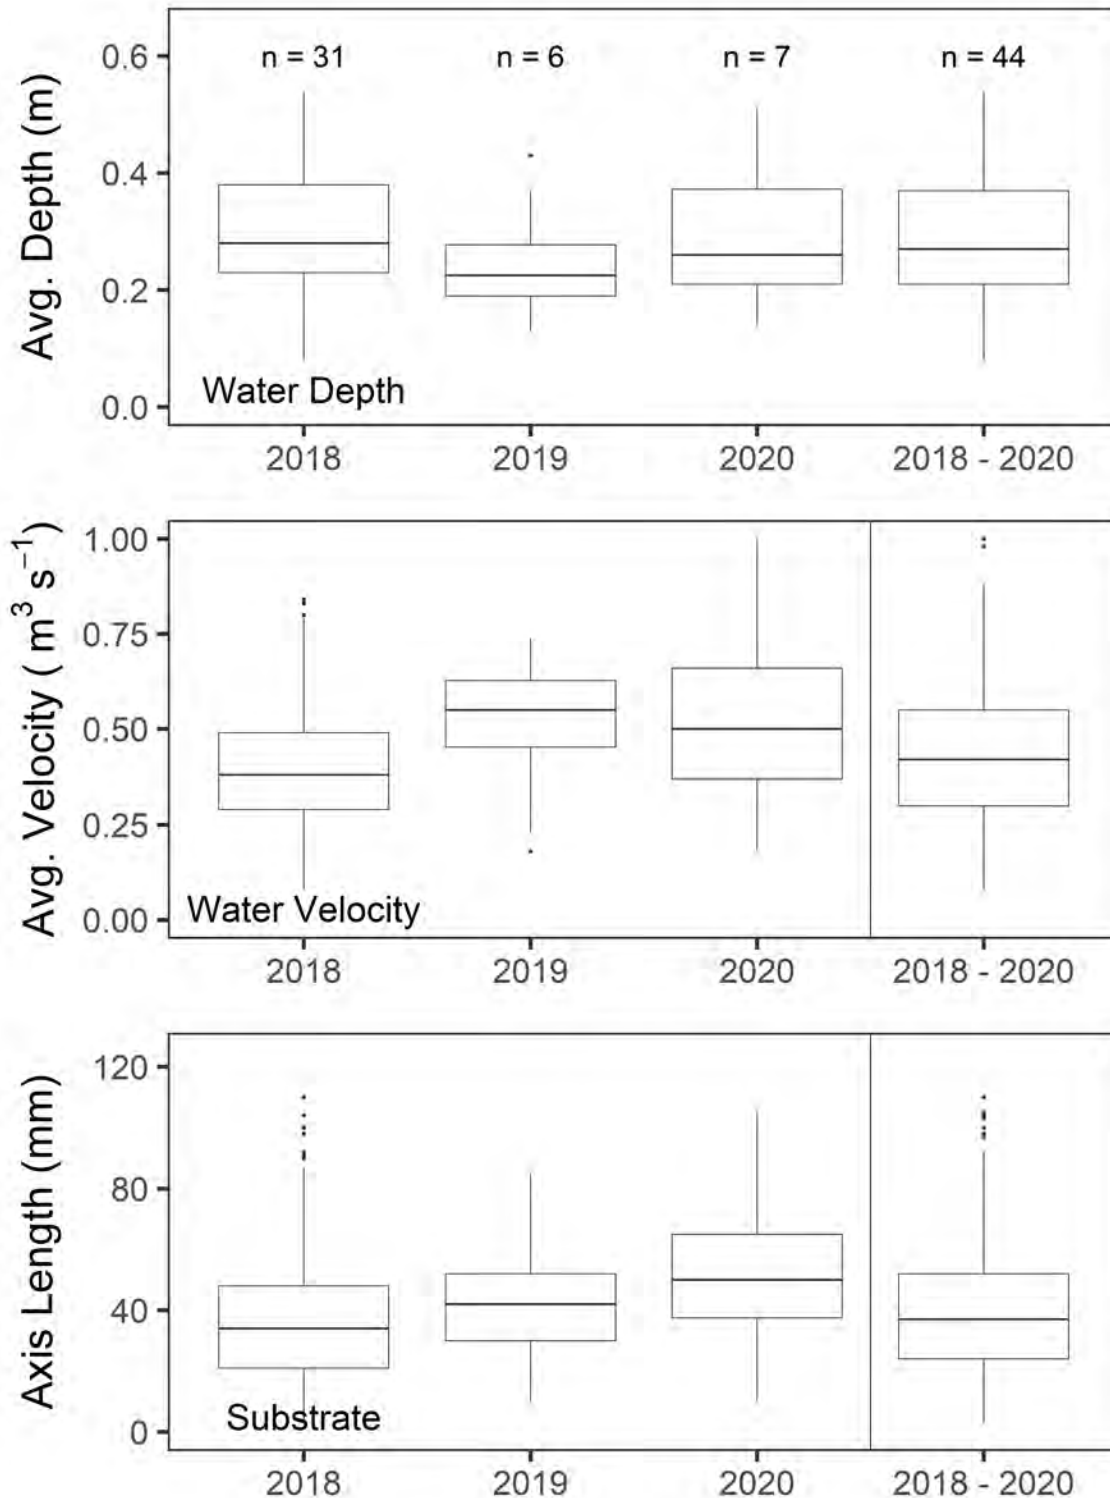 Avg. Depth (m)
0.6
0.4
0.2
0.0
n = 31
n = 6
n = 7
n = 44
Water Depth
2018
2019
2020
2018 - 2020
Avg. Velocity ( m³ s⁻¹)
1.00
0.75
0.50
0.25
0.00
Water Velocity
2018
2019
2020
2018 - 2020
Axis Length (mm)
120
80
40
0
Substrate
2018
2019
2020
2018 - 2020